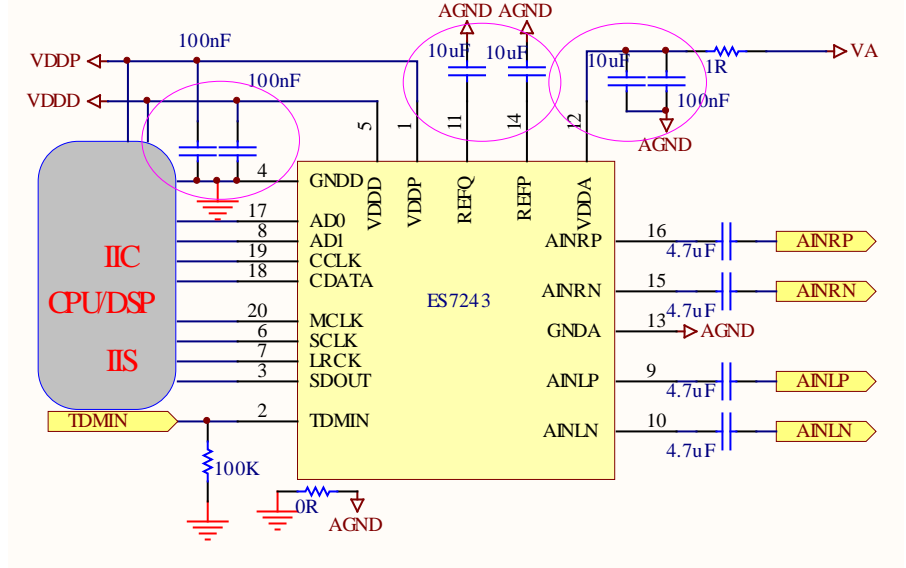 AGND AGND
100nF
10uF 10uF
VDDP
10uF
1R
VA
100nF
VDDD
100nF
5 1 11 14 12
AGND
4 GNDD
VDDD VDDP REFQ REFP VDDA
17 AD0
8 AD1
19 CCLK
18 CDATA
20 MCLK
6 SCLK
7 LRCK
3 SDOUT
2 TDMIN
IIC
CPU/DSP
IIS
ES7243
AINRP 16 4.7uF AINRP
AINRN 15 4.7uF AINRN
GNDA 13 AGND
AINLP 9 4.7uF AINLP
AINLN 10 4.7uF AINLN
TDMIN
100K
0R
AGND